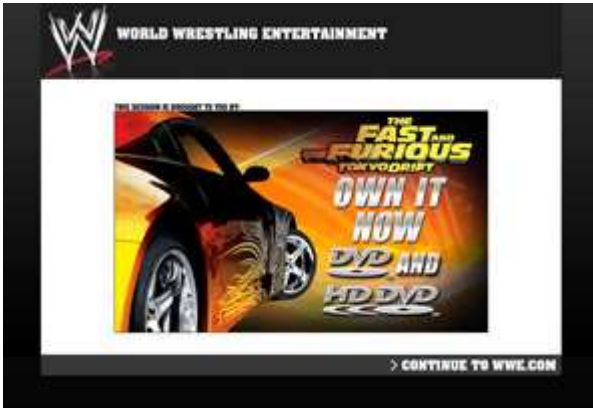 W
WORLD WRESTLING ENTERTAINMENT
THIS SESSION IS BROUGHT TO YOU BY:
THE
FAST AND
FURIOUS
TOKYO DRIFT
OWN IT
NOW
DVD AND
HD DVD
> CONTINUE TO WWE.COM